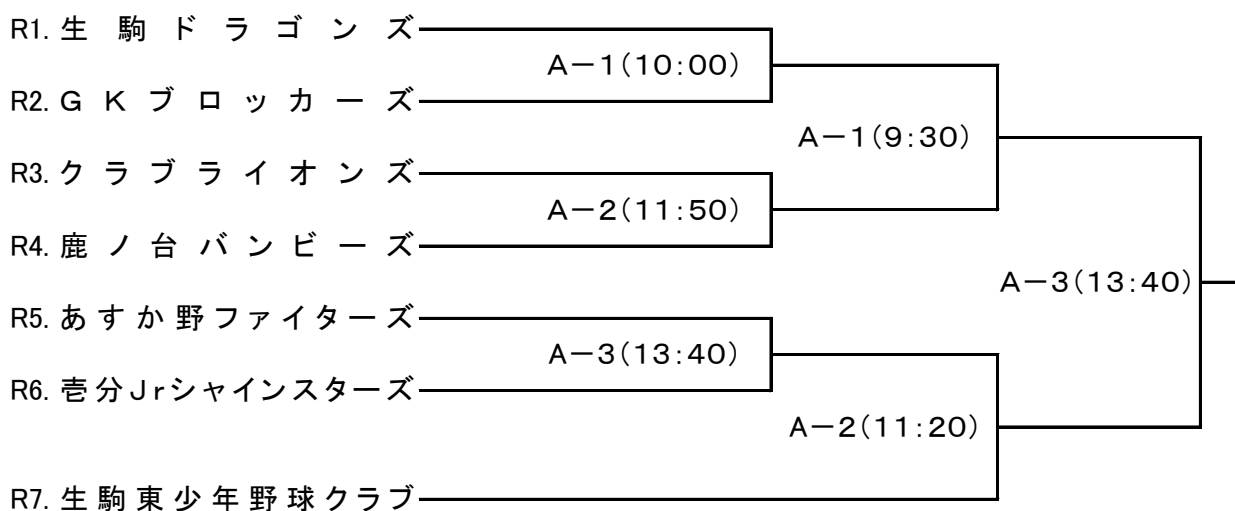 R1. 生駒ドラゴンズ
A－1(10:00)
R2. GKブロッカーズ
A－1(9:30)
R3. クラブライオンズ
A－2(11:50)
R4. 鹿ノ台バンビーズ
A－3(13:40)
R5. あすか野ファイターズ
A－3(13:40)
R6. 壱分Jrシャインスターズ
A－2(11:20)
R7. 生駒東少年野球クラブ